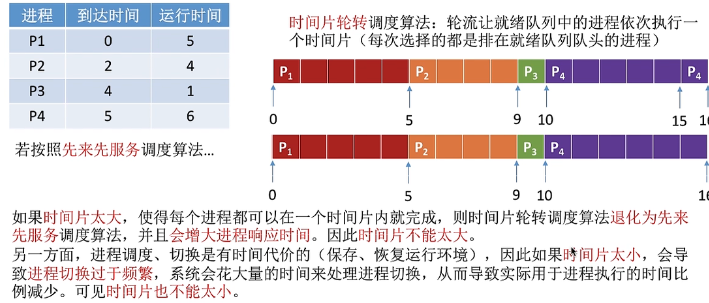 进程 到达时间 运行时间
P1 0 5
P2 2 4
P3 4 1
P4 5 6
若按照先来先服务调度算法...
时间片轮转调度算法：轮流让就绪队列中的进程依次执行一
个时间片（每次选择的都是排在就绪队列队头的进程）
P1 P2 P3 P4 P4
0 5 9 10 15 16
P1 P2 P3 P4
0 5 9 10 16
如果时间片太大，使得每个进程都可以在一个时间片内就完成，则时间片轮转调度算法退化为先来
先服务调度算法，并且会增大进程响应时间。因此时间片不能太大。
另一方面，进程调度、切换是有时间代价的（保存、恢复运行环境），因此如果时间片太小，会导
致进程切换过于频繁，系统会花大量的时间来处理进程切换，从而导致实际用于进程执行的时间比
例减少。可见时间片也不能太小。